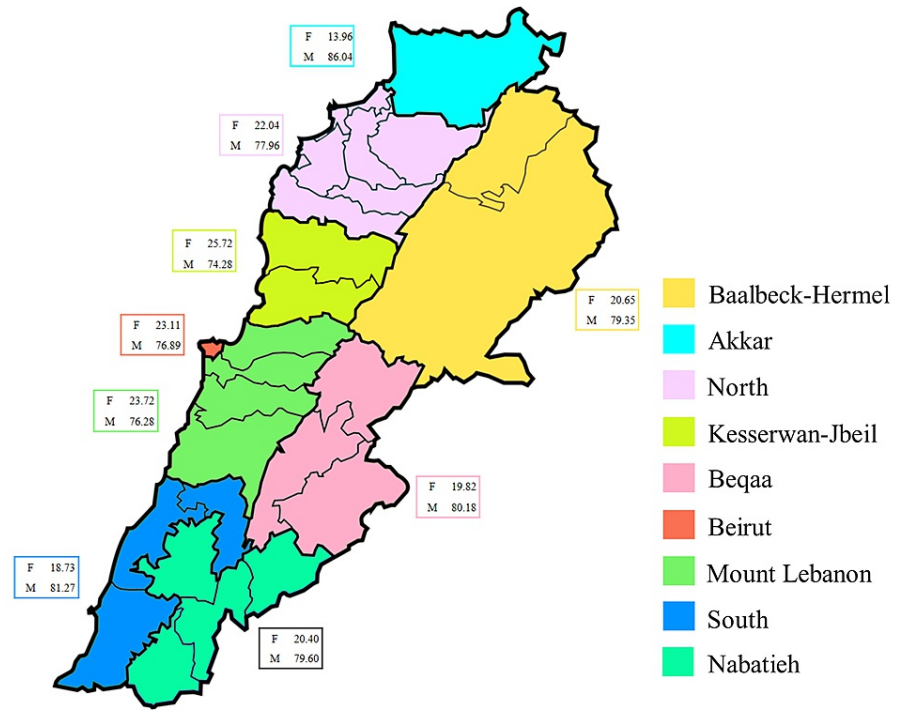 F 13.96
M 86.04
F 22.04
M 77.96
F 25.72
M 74.28
F 23.11
M 76.89
F 23.72
M 76.28
F 18.73
M 81.27
F 20.40
M 79.60
F 19.82
M 80.18
F 20.65
M 79.35
Baalbeck-Hermel
Akkar
North
Kesserwan-Jbeil
Beqaa
Beirut
Mount Lebanon
South
Nabatieh